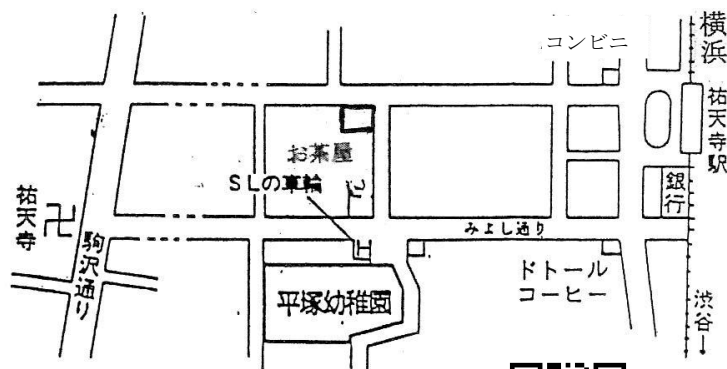 コンビニ
横浜
祐天寺駅
お茶屋
SLの車輪
祐天寺
駒沢通り
みよし通り
銀行
ドトール
コーヒー
平塚幼稚園
渋谷↓